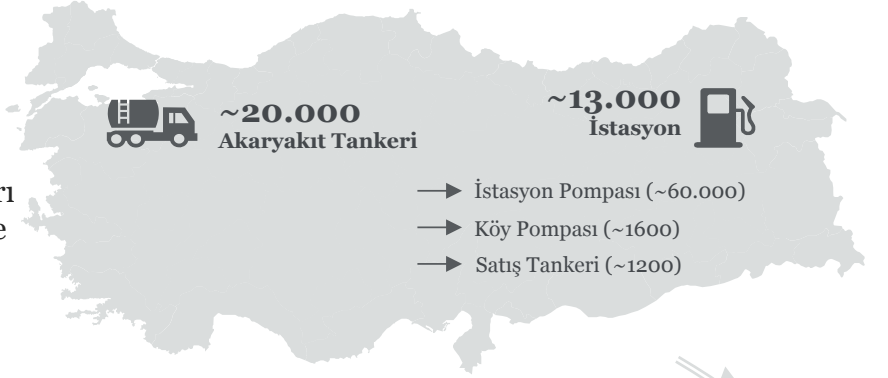 ~20.000
Akaryakıt Tankeri
~13.000
İstasyon
İstasyon Pompası (~60.000)
Köy Pompası (~1600)
Satış Tankeri (~1200)